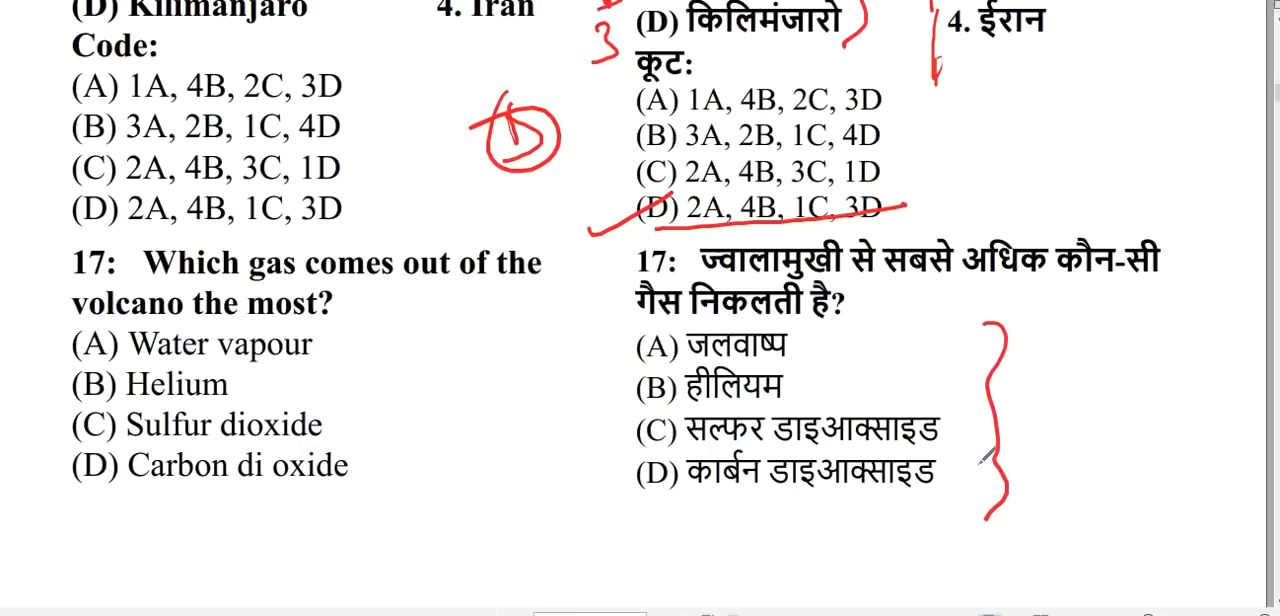 (D) Kilimanjaro 4. Iran
Code:
(A) 1A, 4B, 2C, 3D
(B) 3A, 2B, 1C, 4D
(C) 2A, 4B, 3C, 1D
(D) 2A, 4B, 1C, 3D
17: Which gas comes out of the
volcano the most?
(A) Water vapour
(B) Helium
(C) Sulfur dioxide
(D) Carbon di oxide
3
(D) किलिमंजारो 4. ईरान
कूट:
(A) 1A, 4B, 2C, 3D
(B) 3A, 2B, 1C, 4D
(C) 2A, 4B, 3C, 1D
(D) 2A, 4B, 1C, 3D
D
17: ज्वालामुखी से सबसे अधिक कौन-सी
गैस निकलती है?
(A) जलवाष्प
(B) हीलियम
(C) सल्फर डाइआक्साइड
(D) कार्बन डाइआक्साइड